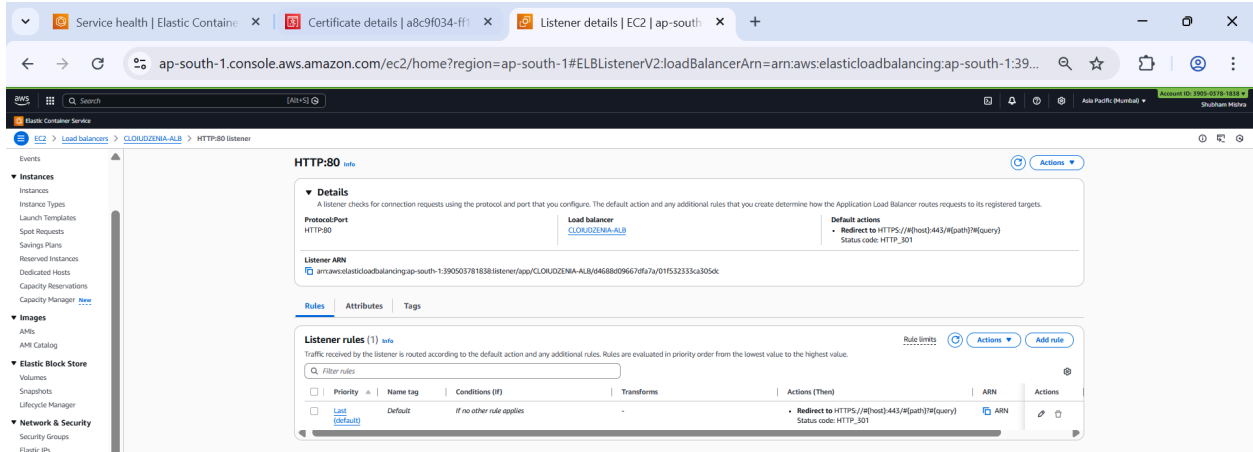 Service health | Elastic Containe
Certificate details | a8c9f034-ff1
Listener details | EC2 | ap-south
ap-south-1.console.aws.amazon.com/ec2/home?region=ap-south-1#ELBListenerV2:loadBalancerArn=arn:aws:elasticloadbalancing:ap-south-1:39...
aws
Search
[Alt+S]
Asia Pacific (Mumbai)
Account ID: 3905-0378-1838
Shubham Mishra
Elastic Container Service
EC2 > Load balancers > CLOIUDZENIA-ALB > HTTP:80 listener
Events
Instances
Instances
Instance Types
Launch Templates
Spot Requests
Savings Plans
Reserved Instances
Dedicated Hosts
Capacity Reservations
Capacity Manager New
Images
AMIs
AMI Catalog
Elastic Block Store
Volumes
Snapshots
Lifecycle Manager
Network & Security
Security Groups
Elastic IPs
HTTP:80 Info
Actions
Details
A listener checks for connection requests using the protocol and port that you configure. The default action and any additional rules that you create determine how the Application Load Balancer routes requests to its registered targets.
Protocol:Port
HTTP:80
Load balancer
CLOIUDZENIA-ALB
Default actions
• Redirect to HTTPS://#{host}:443/#{path}?#{query}
Status code: HTTP_301
Listener ARN
arn:aws:elasticloadbalancing:ap-south-1:390503781838:listener/app/CLOIUDZENIA-ALB/d4688d09667dfa7a/01f532333ca305dc
Rules Attributes Tags
Listener rules (1) Info
Rule limits
Actions
Add rule
Traffic received by the listener is routed according to the default action and any additional rules. Rules are evaluated in priority order from the lowest value to the highest value.
Filter rules
Priority Name tag Conditions (If) Transforms Actions (Then) ARN Actions
Last (default)
Default
If no other rule applies
-
• Redirect to HTTPS://#{host}:443/#{path}?#{query}
Status code: HTTP_301
ARN